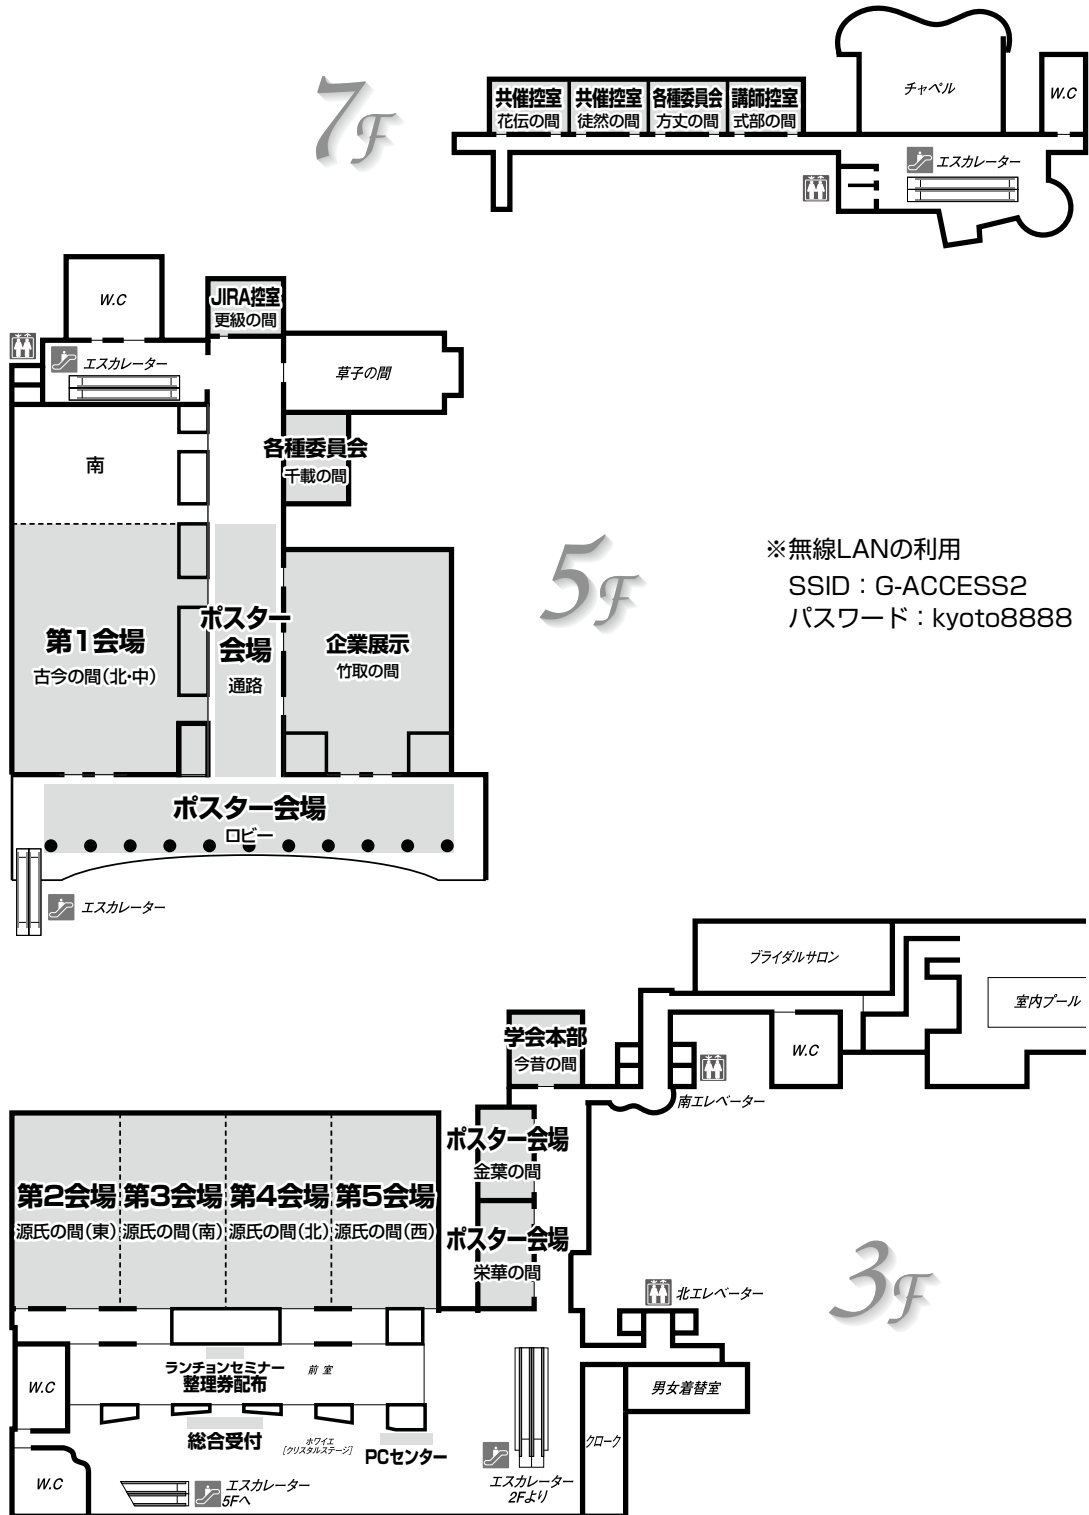 7F
共催控室
花伝の間
共催控室
徒然の間
各種委員会
方丈の間
講師控室
式部の間
チャペル
W.C
エスカレーター
W.C
JIRA控室
更級の間
エスカレーター
草子の間
南
各種委員会
千載の間
5F
※無線LANの利用
SSID：G-ACCESS2
パスワード：kyoto8888
第1会場
古今の間(北・中)
ポスター
会場
通路
企業展示
竹取の間
ポスター会場
ロビー
エスカレーター
ブライダルサロン
室内プール
学会本部
今昔の間
W.C
南エレベーター
ポスター会場
金葉の間
第2会場
源氏の間(東)
第3会場
源氏の間(南)
第4会場
源氏の間(北)
第5会場
源氏の間(西)
ポスター会場
栄華の間
3F
北エレベーター
ランチョンセミナー
整理券配布
前室
W.C
男女着替室
総合受付
ホワイエ
[クリスタルステージ]
PCセンター
クローク
W.C
エスカレーター
5Fへ
エスカレーター
2Fより